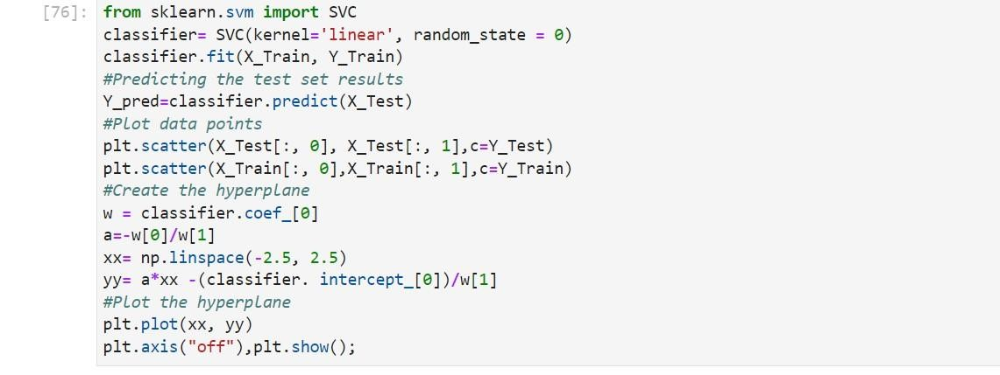 [76]: from sklearn.svm import SVC
classifier= SVC(kernel='linear', random_state = 0)
classifier.fit(X_Train, Y_Train)
#Predicting the test set results
Y_pred=classifier.predict(X_Test)
#Plot data points
plt.scatter(X_Test[:, 0], X_Test[:, 1],c=Y_Test)
plt.scatter(X_Train[:, 0],X_Train[:, 1],c=Y_Train)
#Create the hyperplane
w = classifier.coef_[0]
a=-w[0]/w[1]
xx= np.linspace(-2.5, 2.5)
yy= a*xx -(classifier. intercept_[0])/w[1]
#Plot the hyperplane
plt.plot(xx, yy)
plt.axis("off"),plt.show();